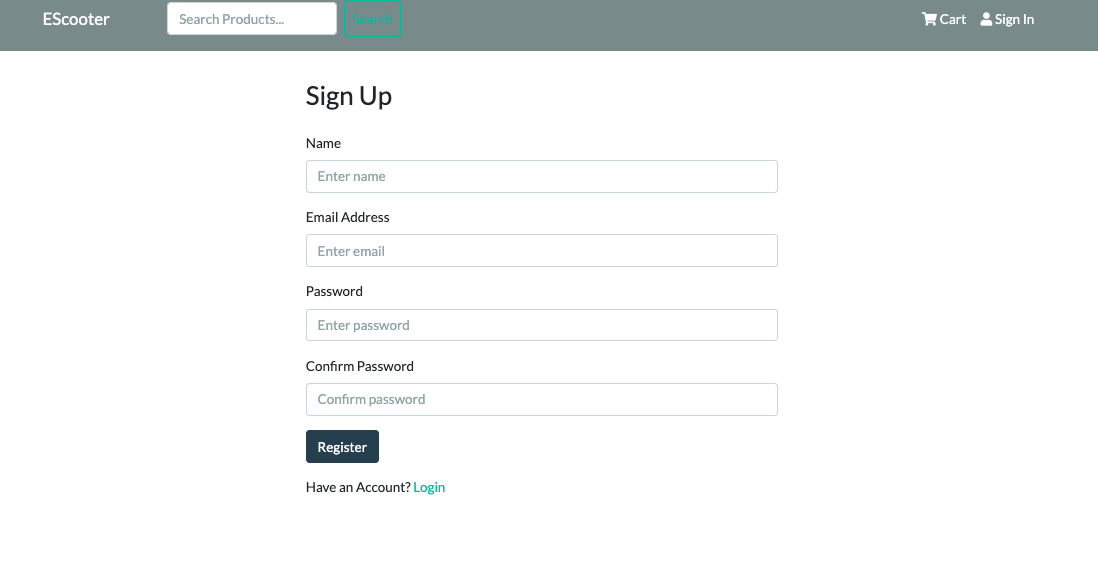 EScooter
Search Products...
Search
Cart
Sign In
Sign Up
Name
Enter name
Email Address
Enter email
Password
Enter password
Confirm Password
Confirm password
Register
Have an Account? Login